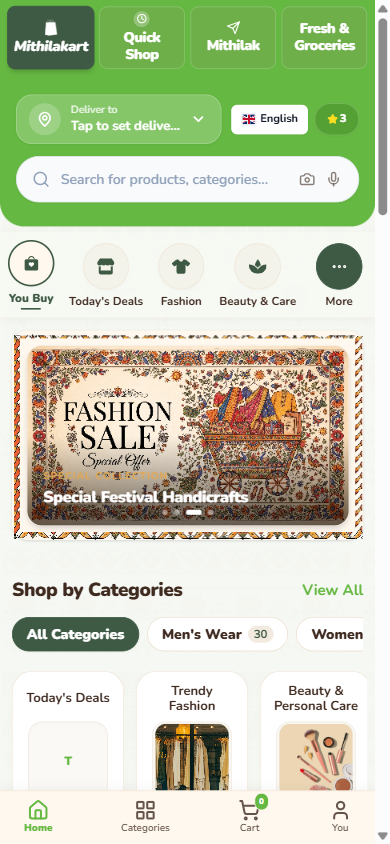 Mithilakart
Quick
Shop
Mithilak
Fresh &
Groceries
Deliver to
Tap to set delive...
English
3
Search for products, categories...
You Buy
Today's Deals
Fashion
Beauty & Care
More
FASHION
SALE
Special Offer
Special Festival Handicrafts
Shop by Categories
View All
All Categories
Men's Wear 30
Women
Today's Deals
Trendy
Fashion
Beauty &
Personal Care
T
0
Home
Categories
Cart
You